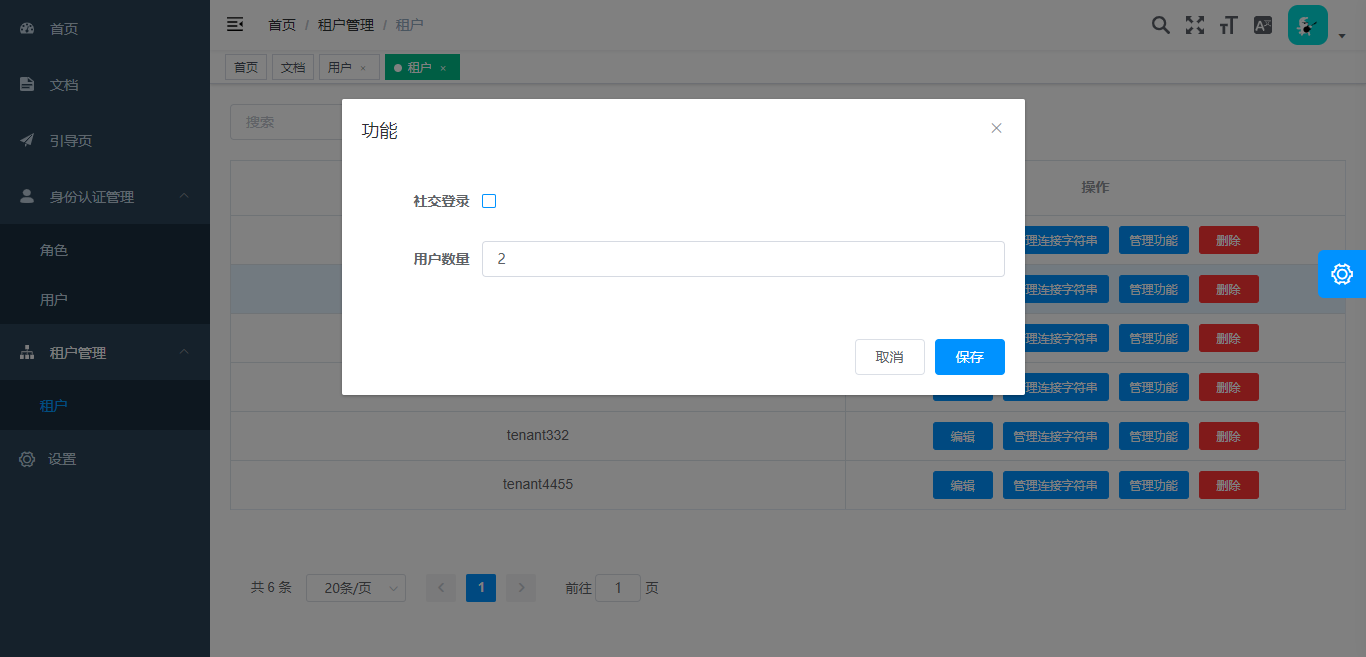 首页
文档
引导页
身份认证管理
角色
用户
租户管理
租户
设置
首页 / 租户管理 / 租户
首页 文档 用户 × 租户 ×
搜索
操作
功能
社交登录
用户数量 2
取消 保存
理连接字符串 管理功能 删除
理连接字符串 管理功能 删除
理连接字符串 管理功能 删除
理连接字符串 管理功能 删除
tenant332 编辑 管理连接字符串 管理功能 删除
tenant4455 编辑 管理连接字符串 管理功能 删除
共 6 条 20条/页 1 前往 1 页